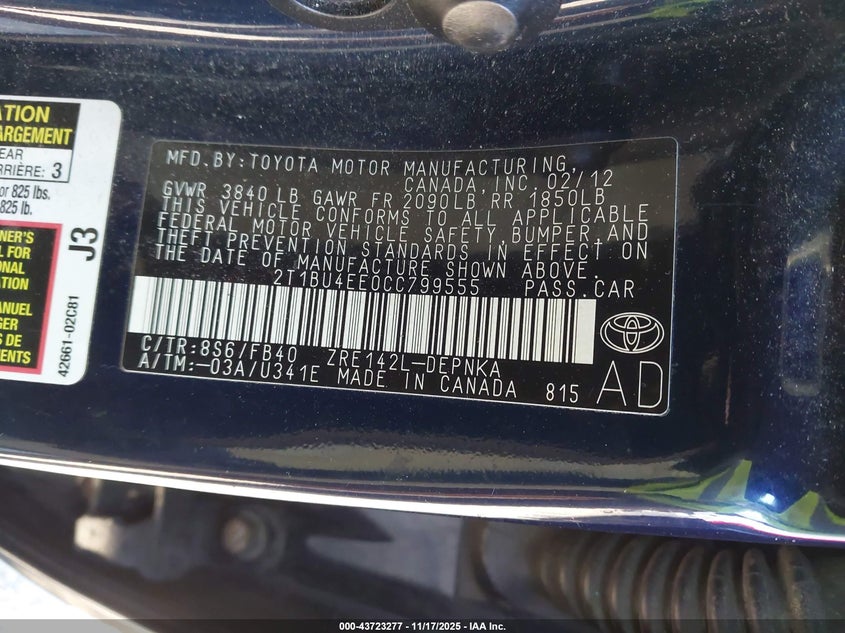 ATION
ARGEMENT
EAR
RRIÈRE: 3
or 825 lbs.
825 lb.
NER'S
L FOR
ONAL
ATION
ANUEL
GER
DE
EMENTS
J3
42661-02C81
MFD.BY:TOYOTA MOTOR MANUFACTURING,
CANADA, INC. 02/12
GVWR 3840 LB GAWR FR 2090LB RR 1850LB
THIS VEHICLE CONFORMS TO ALL APPLICABLE
FEDERAL MOTOR VEHICLE SAFETY, BUMPER, AND
THEFT PREVENTION STANDARDS IN EFFECT ON
THE DATE OF MANUFACTURE SHOWN ABOVE.
2T1BU4EE0CC799555 PASS.CAR
C/TR:8S6/FB40 ZRE142L-DEPNKA
A/TM:-03A/U341E MADE IN CANADA 815
AD
000-43723277 - 11/17/2025 - IAA Inc.